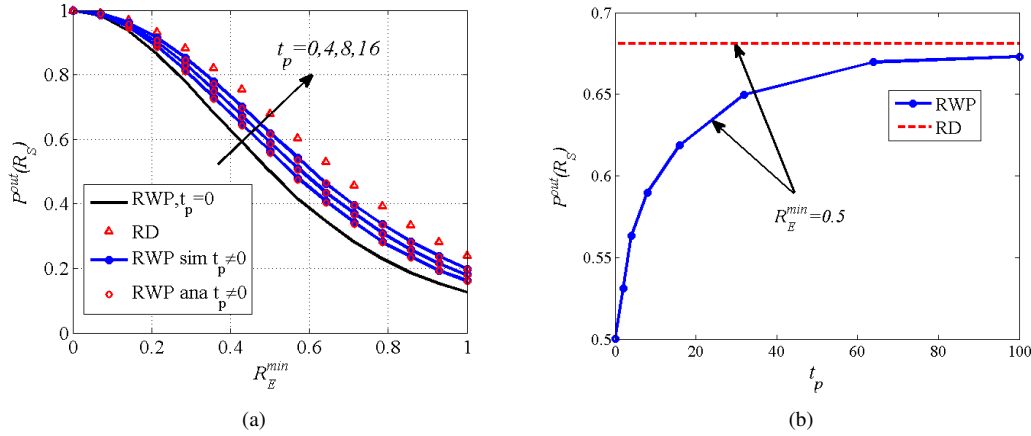 1
0.8
0.6
0.4
0.2
0
P^out(R_S)
t_p=0,4,8,16
RWP,t_p=0
RD
RWP sim t_p≠0
RWP ana t_p≠0
0 0.2 0.4 0.6 0.8 1
R_E^min
(a)
0.7
0.65
0.6
0.55
0.5
P^out(R_S)
RWP
RD
R_E^min=0.5
0 20 40 60 80 100
t_p
(b)